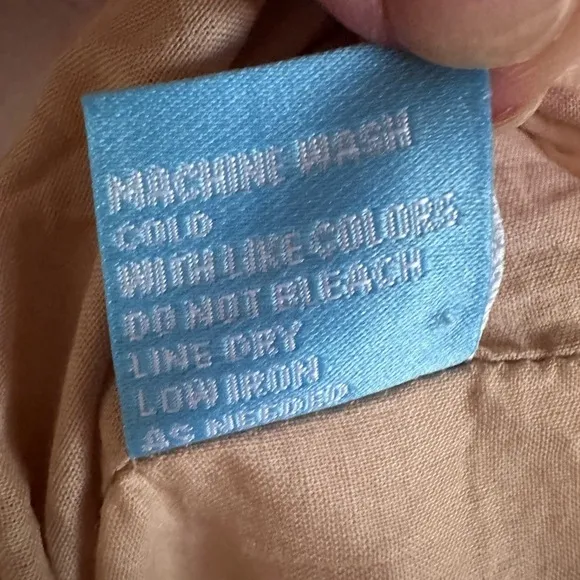 MACHINE WASH
COLD
WITH LIKE COLORS
DO NOT BLEACH
LINE DRY
LOW IRON
AS NEEDED